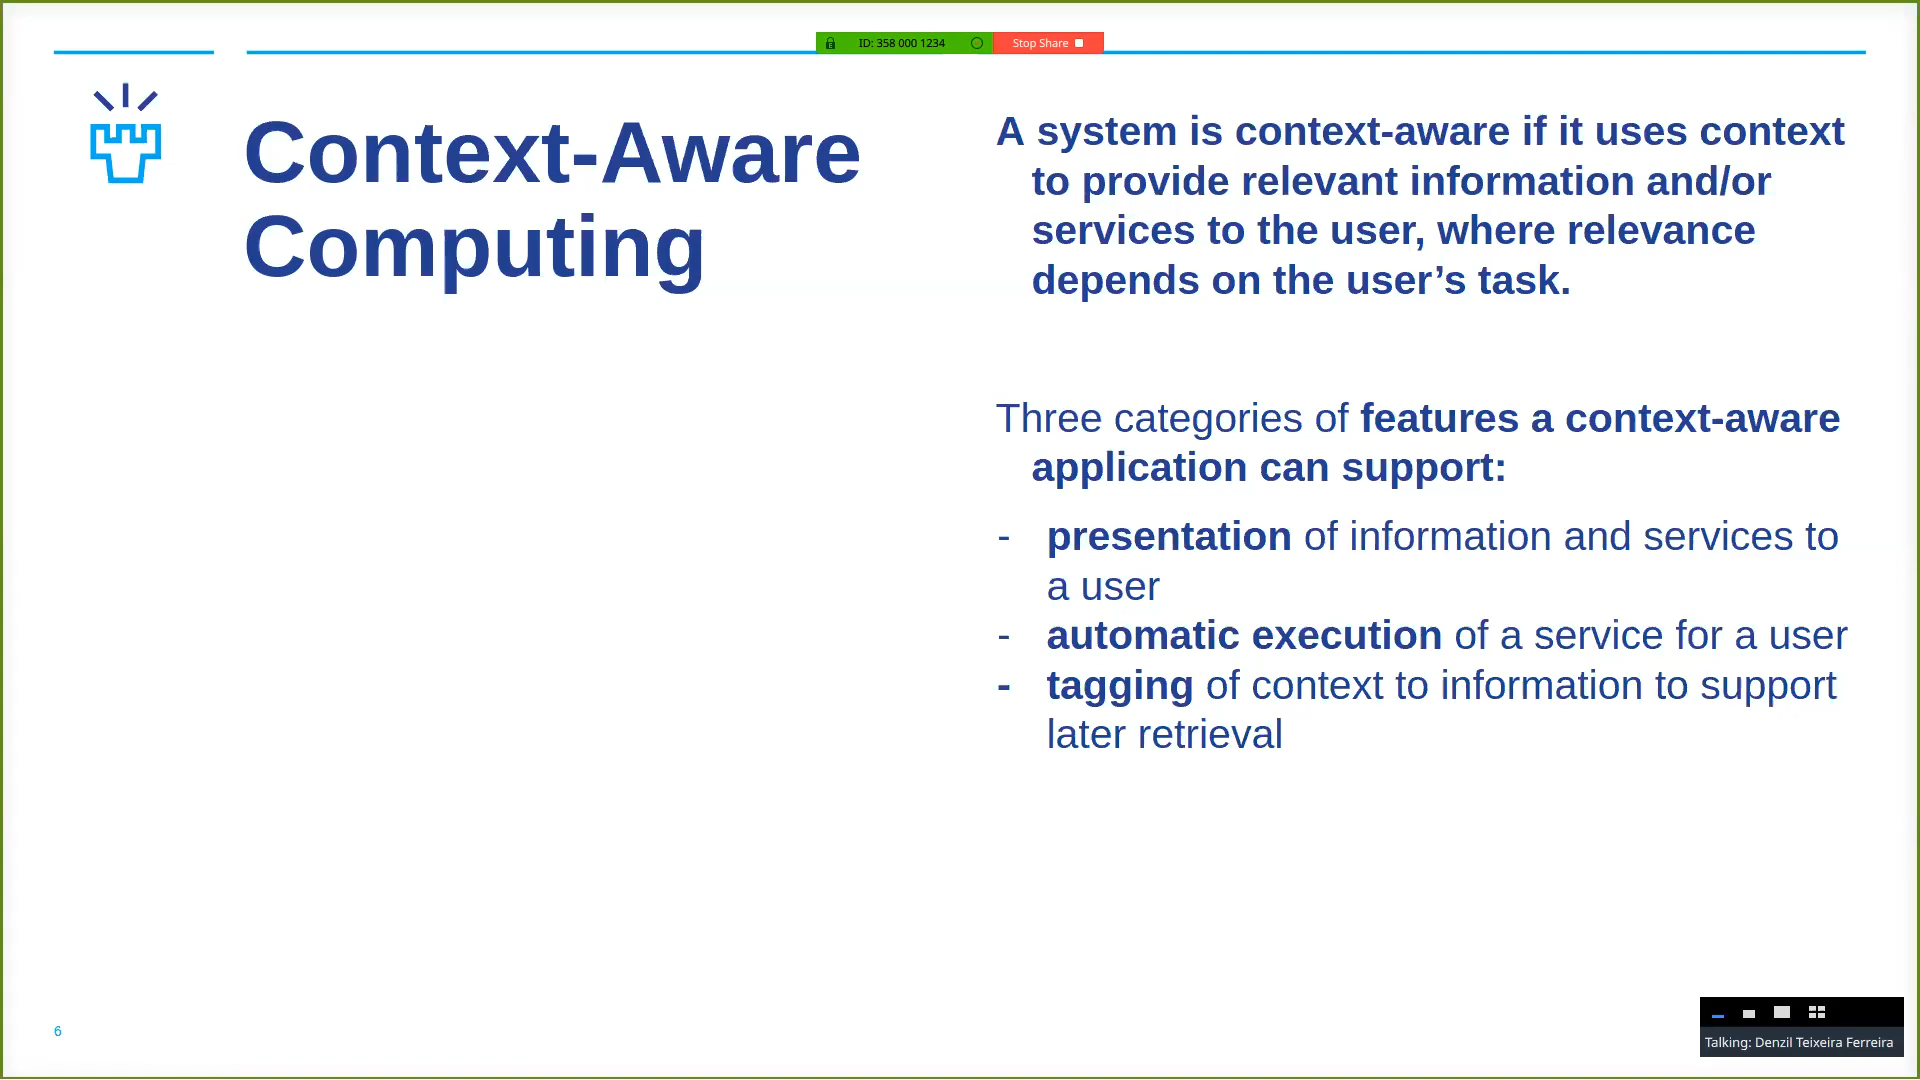 ID: 358 000 1234
Stop Share
Context-Aware
Computing
A system is context-aware if it uses context
to provide relevant information and/or
services to the user, where relevance
depends on the user’s task.
Three categories of features a context-aware
application can support:
- presentation of information and services to
a user
- automatic execution of a service for a user
- tagging of context to information to support
later retrieval
6
Talking: Denzil Teixeira Ferreira